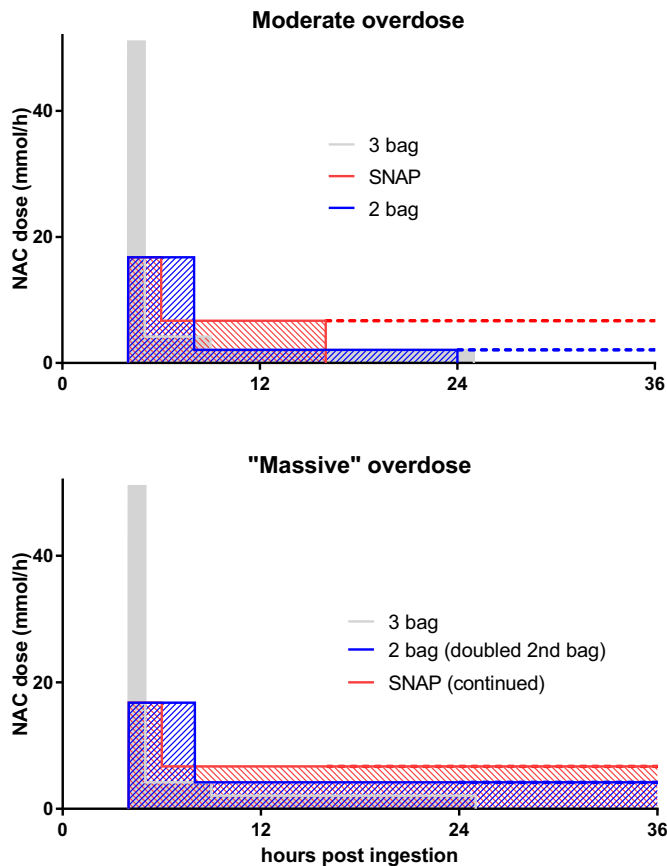 Moderate overdose
NAC dose (mmol/h)
40
20
0
3 bag
SNAP
2 bag
0
12
24
36
"Massive" overdose
NAC dose (mmol/h)
40
20
0
3 bag
2 bag (doubled 2nd bag)
SNAP (continued)
0
12
24
36
hours post ingestion